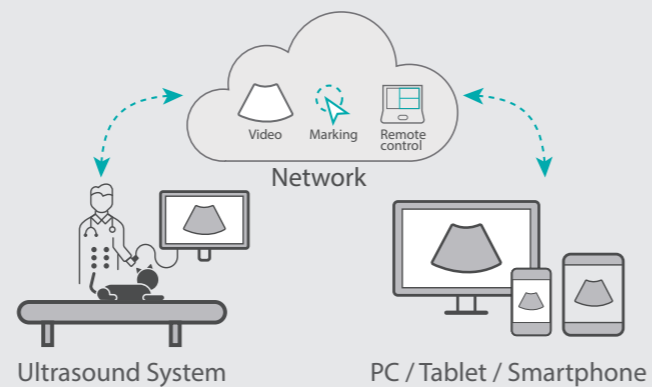 Video
Marking
Remote
control
Network
Ultrasound System
PC / Tablet / Smartphone